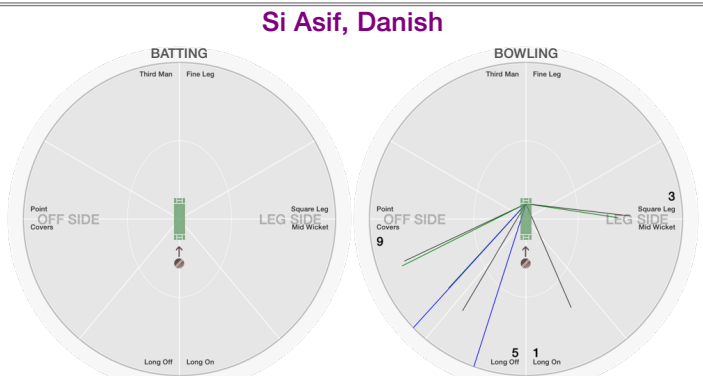 Si Asif, Danish
BATTING
Third Man
Fine Leg
Point
OFF SIDE
Covers
Square Leg
LEG SIDE
Mid Wicket
Long Off
Long On
BOWLING
Third Man
Fine Leg
3
Point
OFF SIDE
Covers
9
Square Leg
LEG SIDE
Mid Wicket
5
1
Long Off
Long On